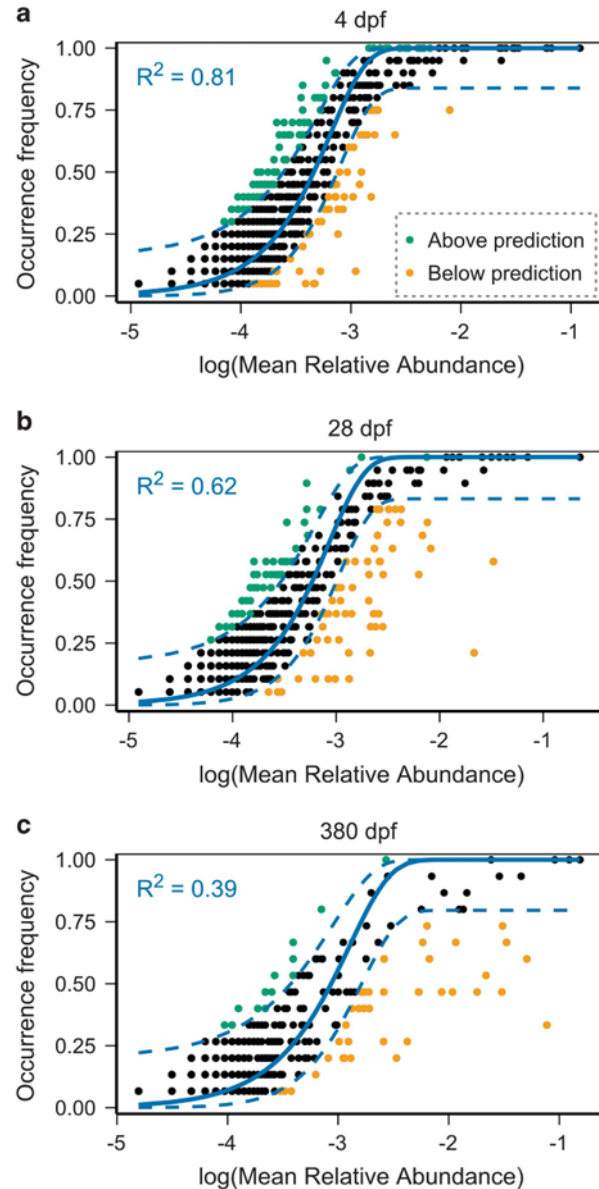 a
4 dpf
R² = 0.81
Occurrence frequency
1.00
0.75
0.50
0.25
0.00
Above prediction
Below prediction
-5 -4 -3 -2 -1
log(Mean Relative Abundance)
b
28 dpf
R² = 0.62
Occurrence frequency
1.00
0.75
0.50
0.25
0.00
-5 -4 -3 -2 -1
log(Mean Relative Abundance)
c
380 dpf
R² = 0.39
Occurrence frequency
1.00
0.75
0.50
0.25
0.00
-5 -4 -3 -2 -1
log(Mean Relative Abundance)